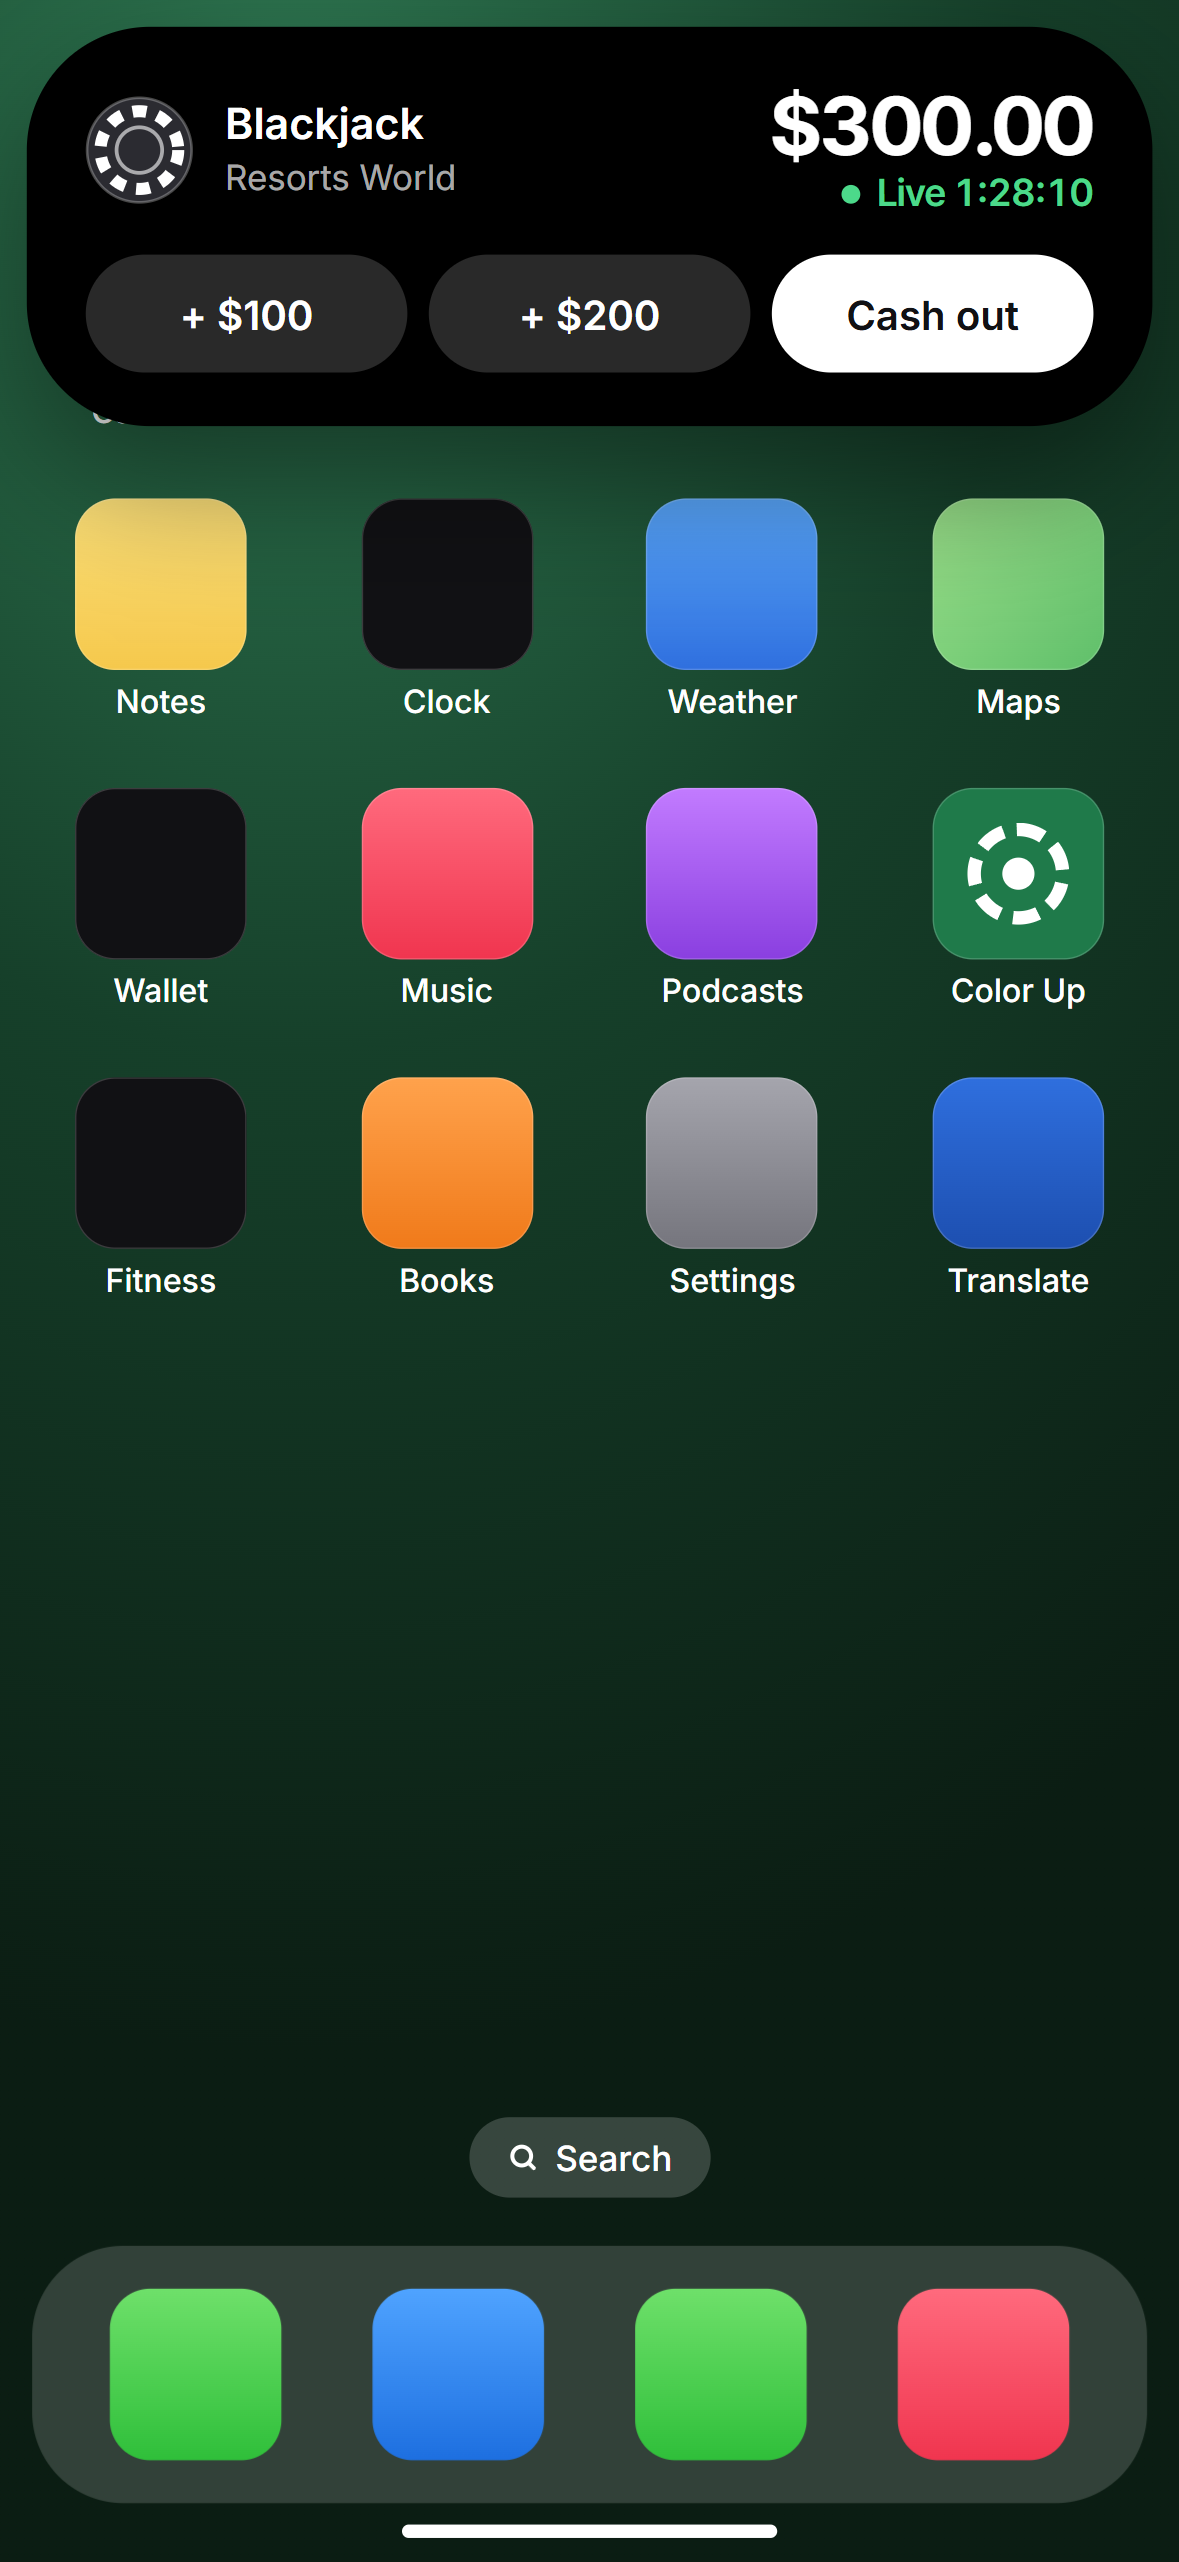 Blackjack
Resorts World
$300.00
Live 1:28:10
+ $100
+ $200
Cash out
Notes
Clock
Weather
Maps
Wallet
Music
Podcasts
Color Up
Fitness
Books
Settings
Translate
Search